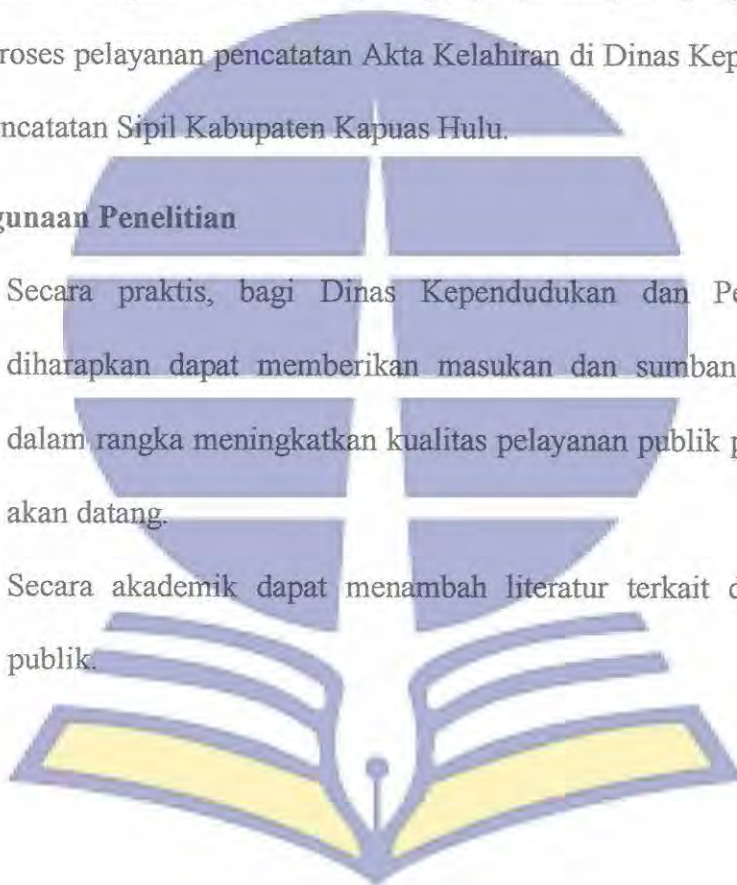 roses pelayanan pencatatan Akta Kelahiran di Dinas Kep
ncatatan Sipil Kabupaten Kapuas Hulu.
gunaan Penelitian
Secara praktis, bagi Dinas Kependudukan dan Pe
diharapkan dapat memberikan masukan dan sumban
dalam rangka meningkatkan kualitas pelayanan publik p
akan datang.
Secara akademik dapat menambah literatur terkait d
publik.